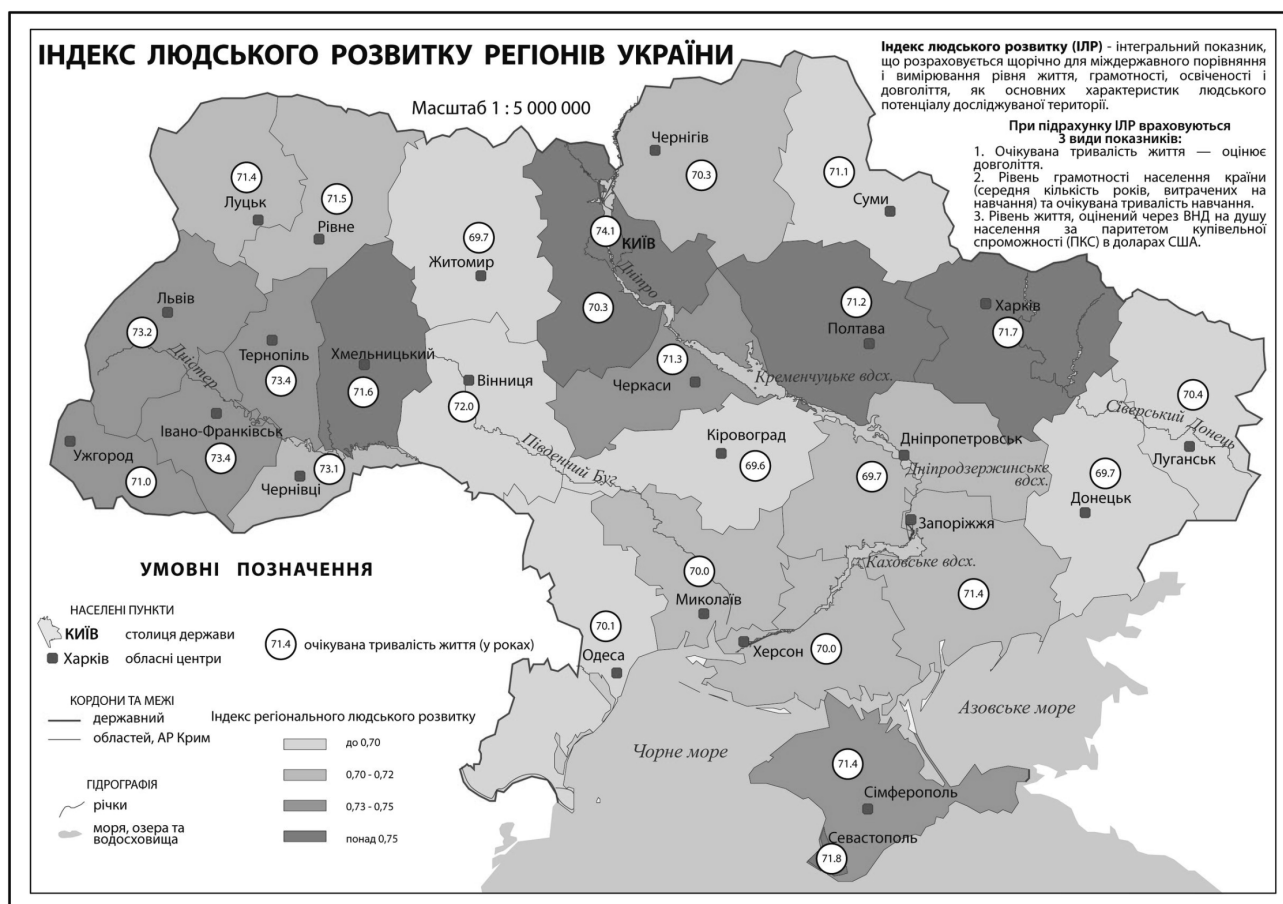 ІНДЕКС ЛЮДСЬКОГО РОЗВИТКУ РЕГІОНІВ УКРАЇНИ
Масштаб 1 : 5 000 000
Індекс людського розвитку (ІЛР) - інтегральний показник,
що розраховується щорічно для міждержавного порівняння
і вимірювання рівня життя, грамотності, освіченості і
довголіття, як основних характеристик людського
потенціалу досліджуваної території.
При підрахунку ІЛР враховуються
3 види показників:
1. Очікувана тривалість життя — оцінює
довголіття.
2. Рівень грамотності населення країни
(середня кількість років, витрачених на
навчання) та очікувана тривалість навчання.
3. Рівень життя, оцінений через ВНД на душу
населення за паритетом купівельної
спроможності (ПКС) в доларах США.
Чернігів
70.3
71.1
Суми
71.4
Луцьк
71.5
Рівне
69.7
Житомир
74.1
КИЇВ
Дніпро
70.3
71.2
Полтава
Харків
71.7
Львів
73.2
Дністер
Тернопіль
73.4
Хмельницький
71.6
Вінниця
72.0
71.3
Черкаси
Кременчуцьке вдсх.
70.4
Сіверський Донець
Луганськ
Ужгород
71.0
Івано-Франківськ
73.4
73.1
Чернівці
Південний Буг
Кіровоград
69.6
Дніпропетровськ
69.7
Дніпродзержинське
вдсх.
69.7
Донецьк
Запоріжжя
Каховське вдсх.
71.4
70.0
Миколаїв
70.1
Одеса
Херсон
70.0
Азовське море
Чорне море
71.4
Сімферополь
Севастополь
71.8
УМОВНІ ПОЗНАЧЕННЯ
НАСЕЛЕНІ ПУНКТИ
КИЇВ столиця держави
Харків обласні центри
71.4 очікувана тривалість життя (у роках)
КОРДОНИ ТА МЕЖІ
державний
областей, АР Крим
ГІДРОГРАФІЯ
річки
моря, озера та
водосховища
Індекс регіонального людського розвитку
до 0,70
0,70 - 0,72
0,73 - 0,75
понад 0,75